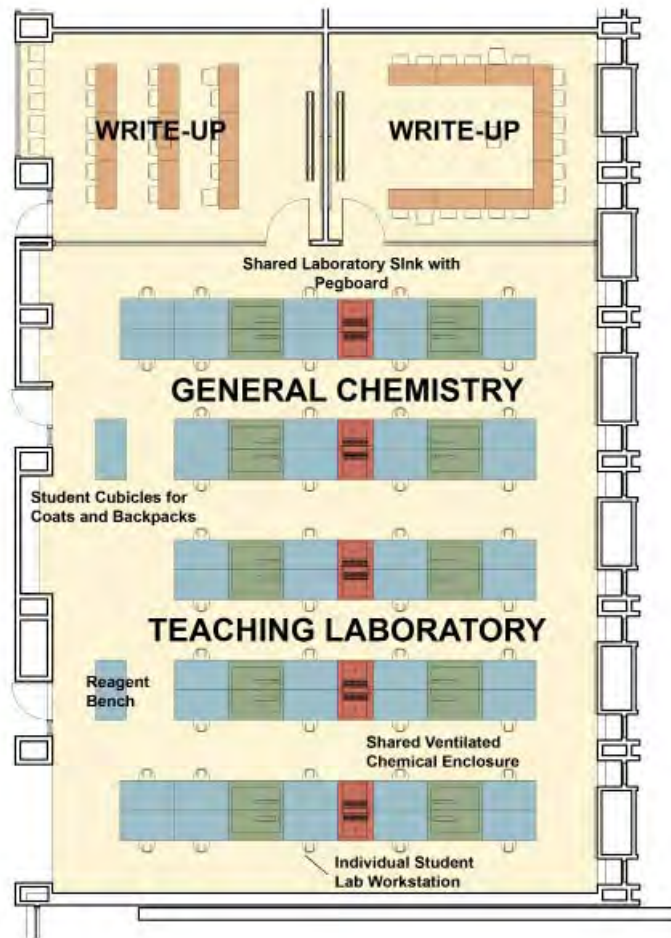 WRITE-UP
WRITE-UP
Shared Laboratory SInk with
Pegboard
GENERAL CHEMISTRY
Student Cubicles for
Coats and Backpacks
TEACHING LABORATORY
Reagent
Bench
Shared Ventilated
Chemical Enclosure
Individual Student
Lab Workstation